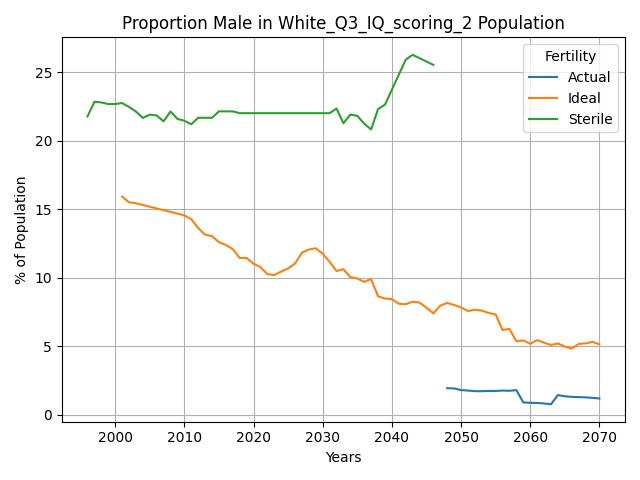 Proportion Male in White_Q3_IQ_scoring_2 Population
% of Population
25
20
15
10
5
0
Fertility
Actual
Ideal
Sterile
2000 2010 2020 2030 2040 2050 2060 2070
Years